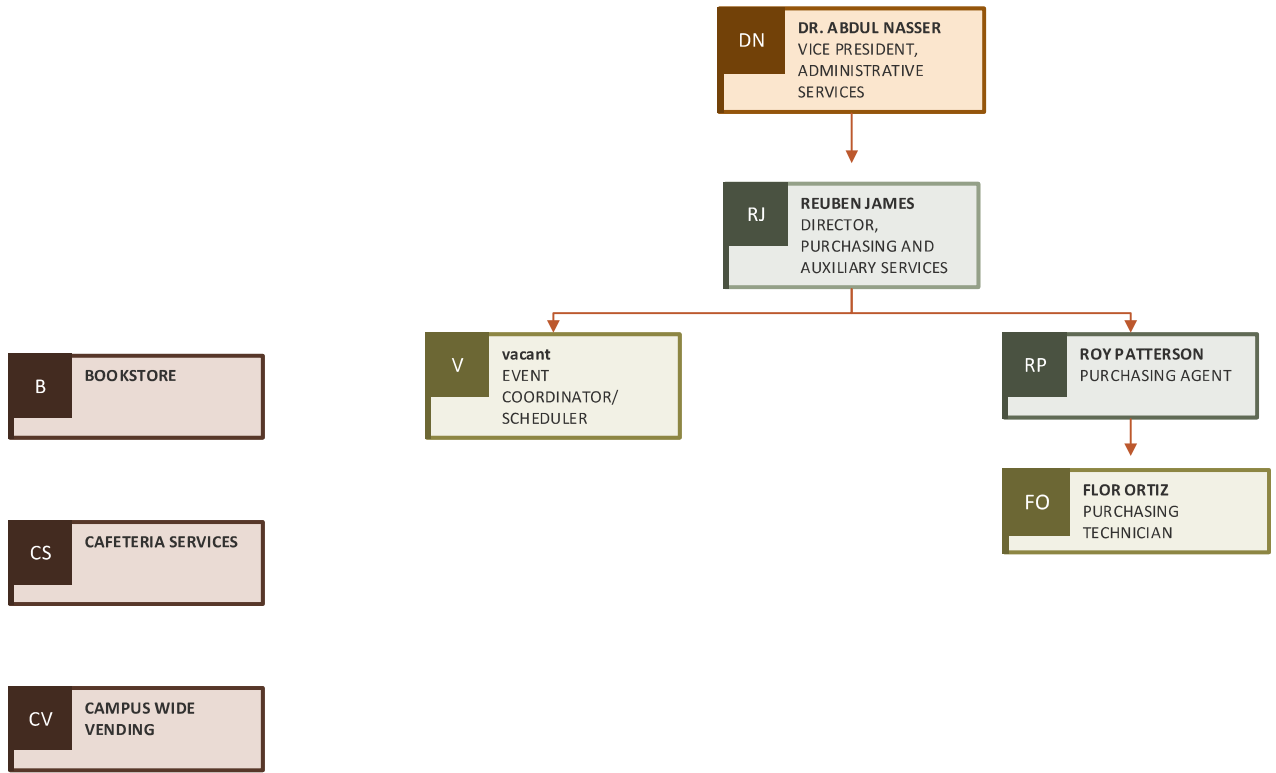 DN
DR. ABDUL NASSER
VICE PRESIDENT,
ADMINISTRATIVE
SERVICES
RJ
REUBEN JAMES
DIRECTOR,
PURCHASING AND
AUXILIARY SERVICES
V
vacant
EVENT
COORDINATOR/
SCHEDULER
RP
ROY PATTERSON
PURCHASING AGENT
B
BOOKSTORE
FO
FLOR ORTIZ
PURCHASING
TECHNICIAN
CS
CAFETERIA SERVICES
CV
CAMPUS WIDE
VENDING